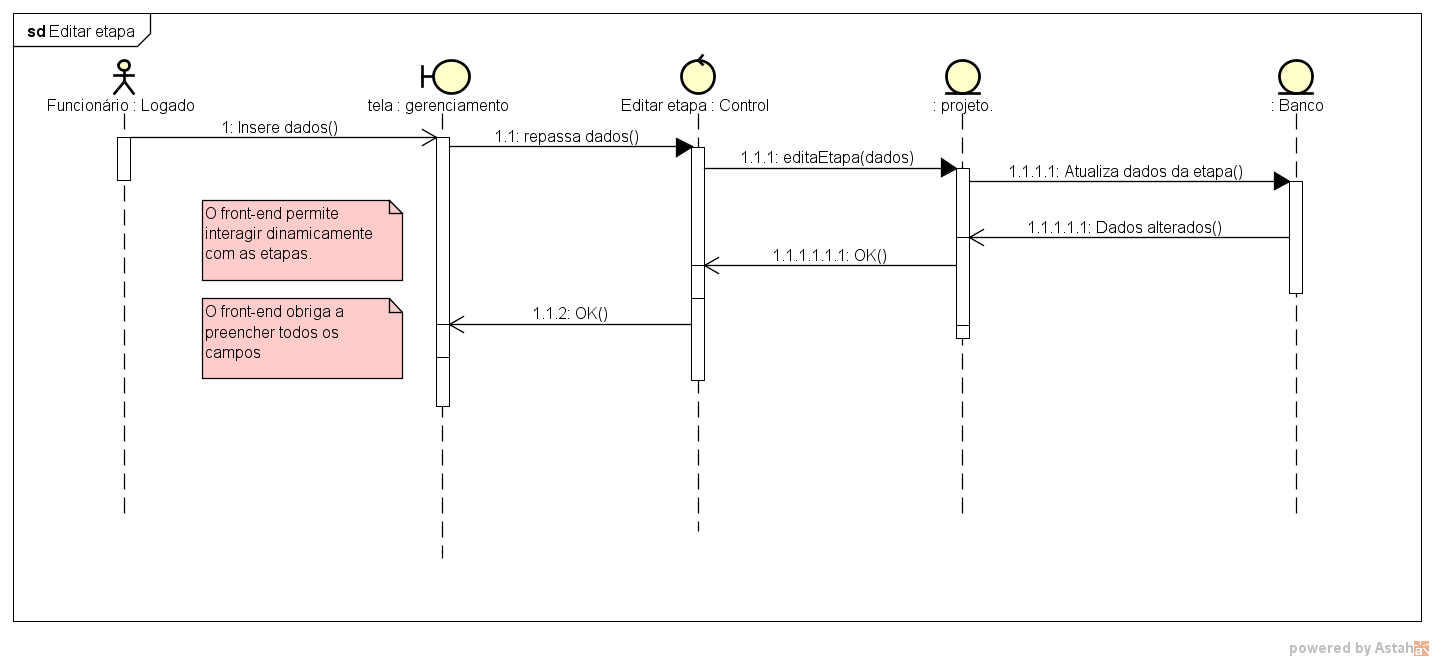 sd Editar etapa
Funcionário : Logado
tela : gerenciamento
Editar etapa : Control
: projeto.
: Banco
1: Insere dados()
1.1: repassa dados()
1.1.1: editaEtapa(dados)
1.1.1.1: Atualiza dados da etapa()
O front-end permite
interagir dinamicamente
com as etapas.
1.1.1.1.1: Dados alterados()
1.1.1.1.1.1: OK()
O front-end obriga a
preencher todos os
campos
1.1.2: OK()
powered by Astah